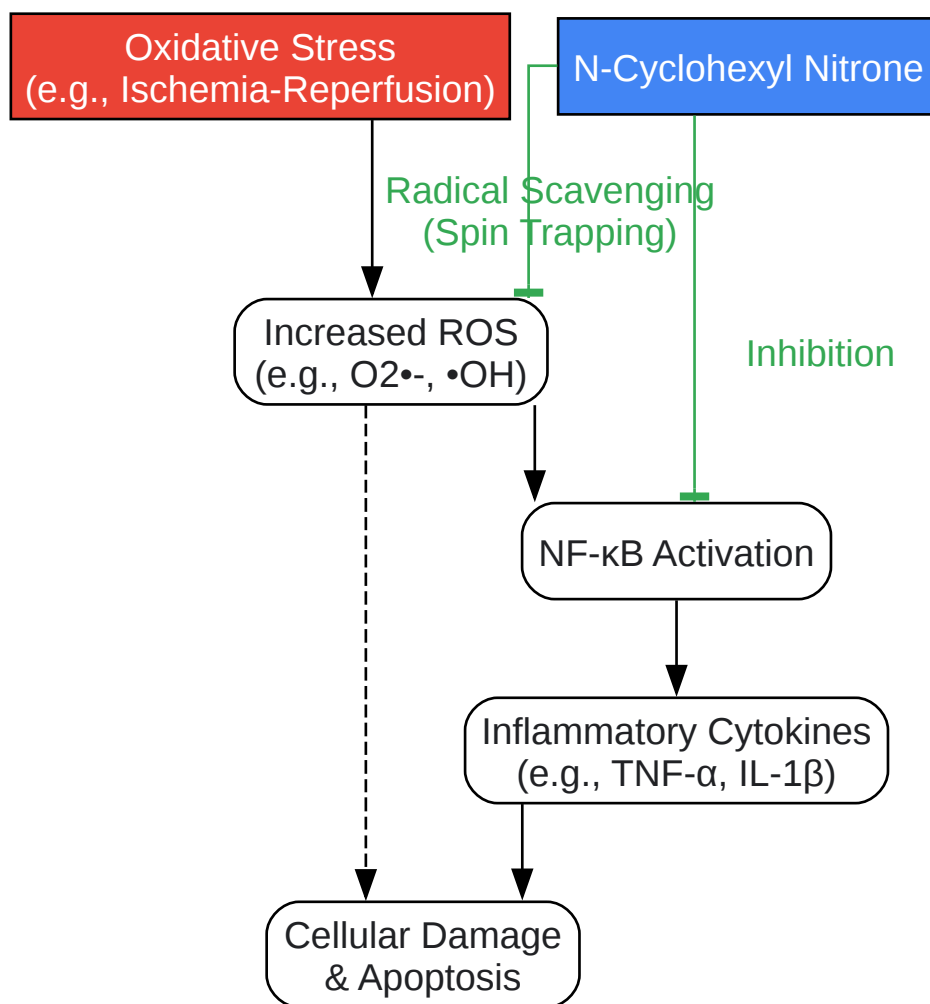 Oxidative Stress
(e.g., Ischemia-Reperfusion)
N-Cyclohexyl Nitrone
Radical Scavenging
(Spin Trapping)
Increased ROS
(e.g., O2•-, •OH)
Inhibition
NF-κB Activation
Inflammatory Cytokines
(e.g., TNF-α, IL-1β)
Cellular Damage
& Apoptosis